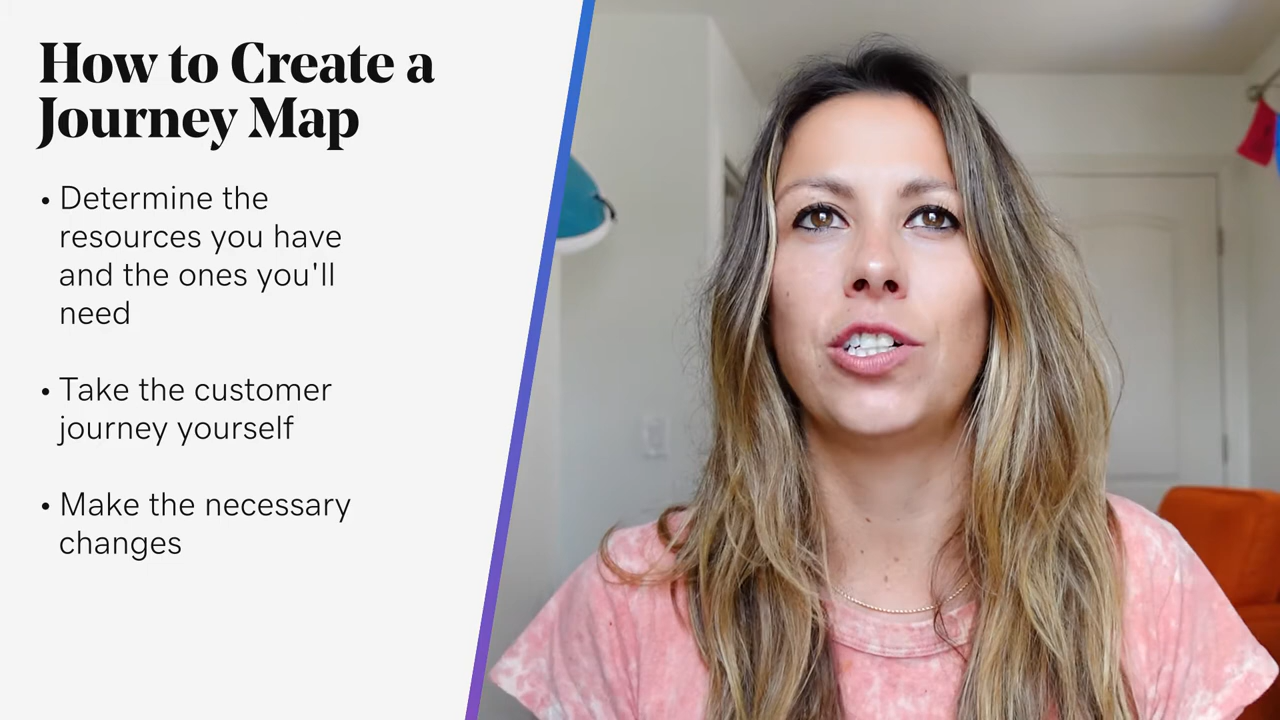 How to Create a
Journey Map
• Determine the
resources you have
and the ones you'll
need
• Take the customer
journey yourself
• Make the necessary
changes